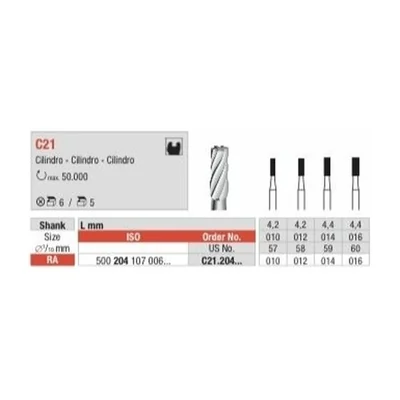 C21
Cilindro - Cilindro - Cilindro
max. 50.000
6 / 5
Shank L mm 4,2 4,2 4,4 4,4
Size ISO Order No. 010 012 014 016
Ø 1/10 mm US No. 57 58 59 60
RA 500 204 107 006... C21.204... 010 012 014 016